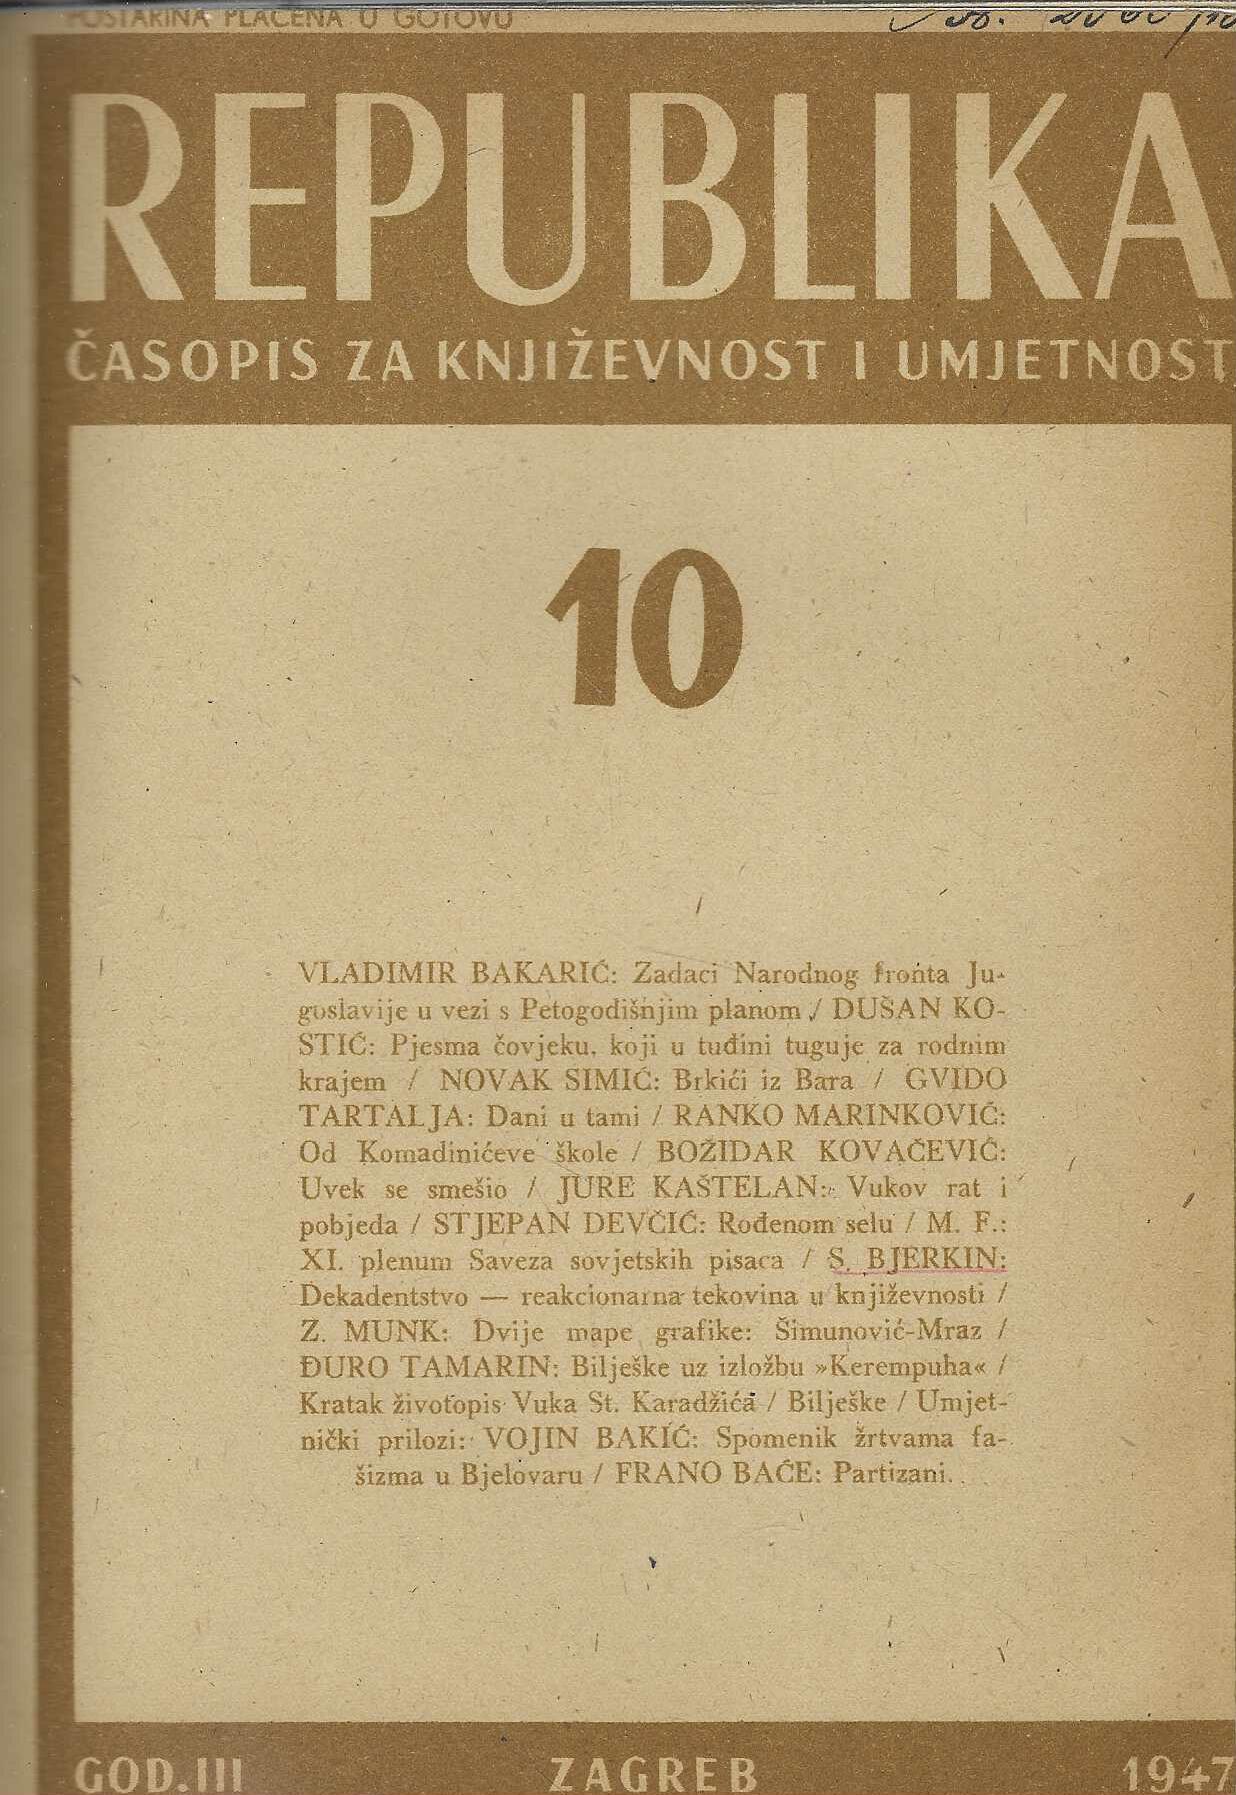 POŠTARINA PLAĆENA U GOTOVU
REPUBLIKA
ČASOPIS ZA KNJIŽEVNOST I UMJETNOST
10
VLADIMIR BAKARIĆ: Zadaci Narodnog fronta Ju-
goslavije u vezi s Petogodišnjim planom / DUŠAN KO-
STIĆ: Pjesma čovjeku, koji u tuđini tuguje za rodnim
krajem / NOVAK SIMIĆ: Brkići iz Bara / GVIDO
TARTALJA: Dani u tami / RANKO MARINKOVIĆ:
Od Komadinićeve škole / BOŽIDAR KOVAČEVIĆ:
Uvek se smešio / JURE KAŠTELAN: Vukov rat i
pobjeda / STJEPAN DEVČIĆ: Rođenom selu / M. F.:
XI. plenum Saveza sovjetskih pisaca / S. BJERKIN:
Dekadentstvo — reakcionarna tekovina u književnosti /
Z. MUNK: Dvije mape grafike: Šimunović-Mraz /
ĐURO TAMARIN: Bilješke uz izložbu »Kerempuha« /
Kratak životopis Vuka St. Karadžića / Bilješke / Umjet-
nički prilozi: VOJIN BAKIĆ: Spomenik žrtvama fa-
šizma u Bjelovaru / FRANO BAĆE: Partizani.
GOD. III ZAGREB 1947